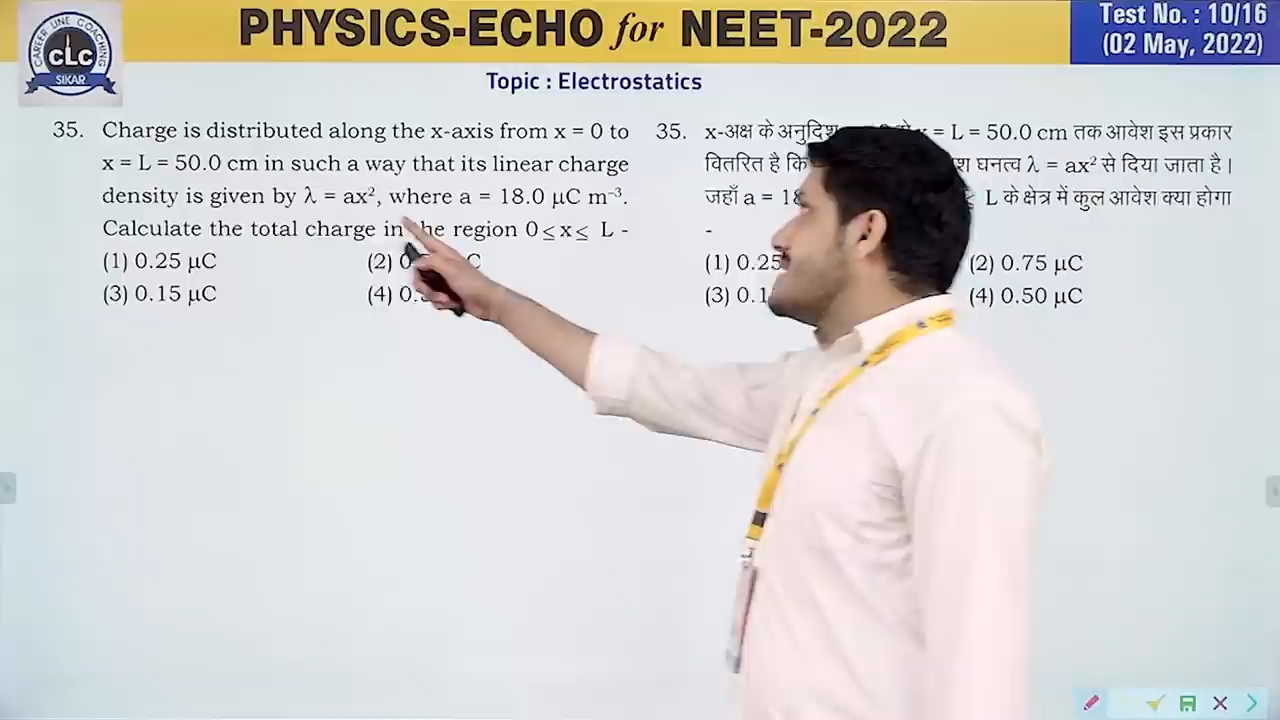 PHYSICS-ECHO for NEET-2022
Test No. : 10/16
(02 May, 2022)
CAREER LINE COACHING
CLC
SIKAR
Topic : Electrostatics
35. Charge is distributed along the x-axis from x = 0 to
x = L = 50.0 cm in such a way that its linear charge
density is given by λ = ax², where a = 18.0 µC m⁻³.
Calculate the total charge in the region 0 ≤ x ≤ L -
(1) 0.25 µC (2)
(3) 0.15 µC (4)
35. x-अक्ष के अनुदिश = L = 50.0 cm तक आवेश इस प्रकार
वितरित है कि घनत्व λ = ax² से दिया जाता है।
जहाँ a = L के क्षेत्र में कुल आवेश क्या होगा
-
(1) 0.25 (2) 0.75 µC
(3) (4) 0.50 µC